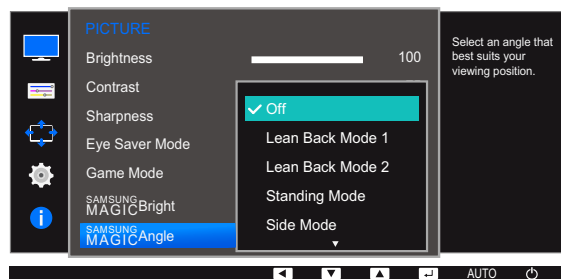 PICTURE
Brightness 100
Contrast
Sharpness
Eye Saver Mode
Game Mode
SAMSUNG
MAGICBright
SAMSUNG
MAGICAngle
Off
Lean Back Mode 1
Lean Back Mode 2
Standing Mode
Side Mode
Select an angle that
best suits your
viewing position.
AUTO